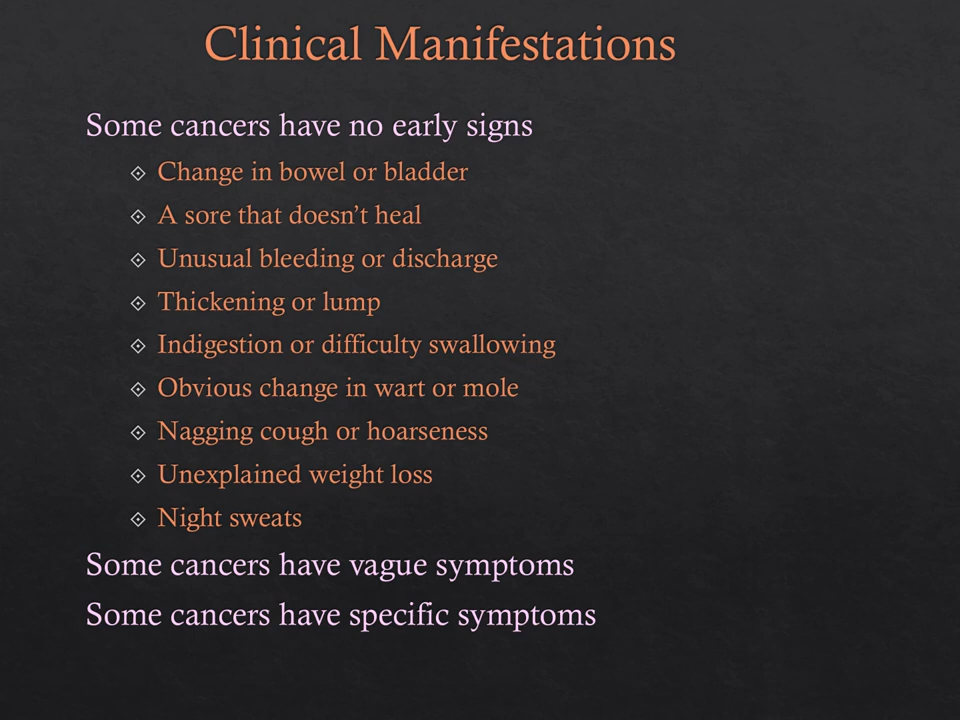 Clinical Manifestations
Some cancers have no early signs
Change in bowel or bladder
A sore that doesn’t heal
Unusual bleeding or discharge
Thickening or lump
Indigestion or difficulty swallowing
Obvious change in wart or mole
Nagging cough or hoarseness
Unexplained weight loss
Night sweats
Some cancers have vague symptoms
Some cancers have specific symptoms